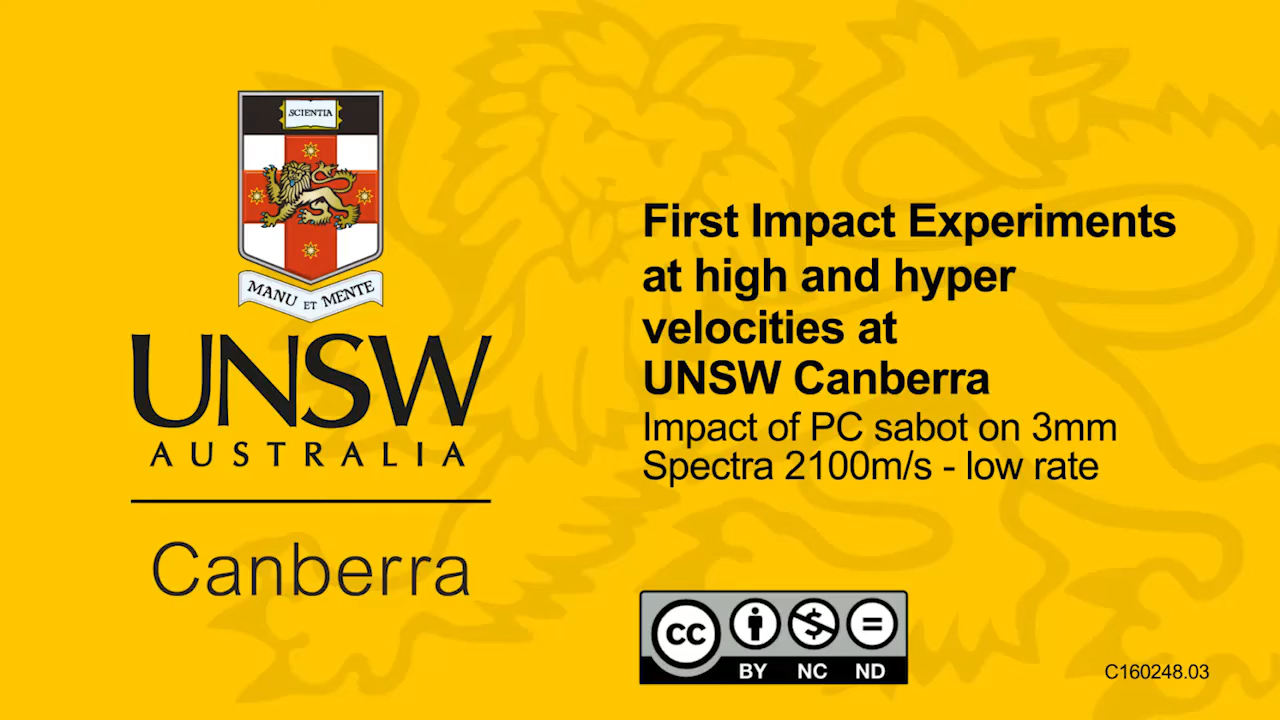 SCIENTIA
MANU ET MENTE
UNSW
AUSTRALIA
Canberra
First Impact Experiments
at high and hyper
velocities at
UNSW Canberra
Impact of PC sabot on 3mm
Spectra 2100m/s - low rate
CC
BY NC ND
C160248.03